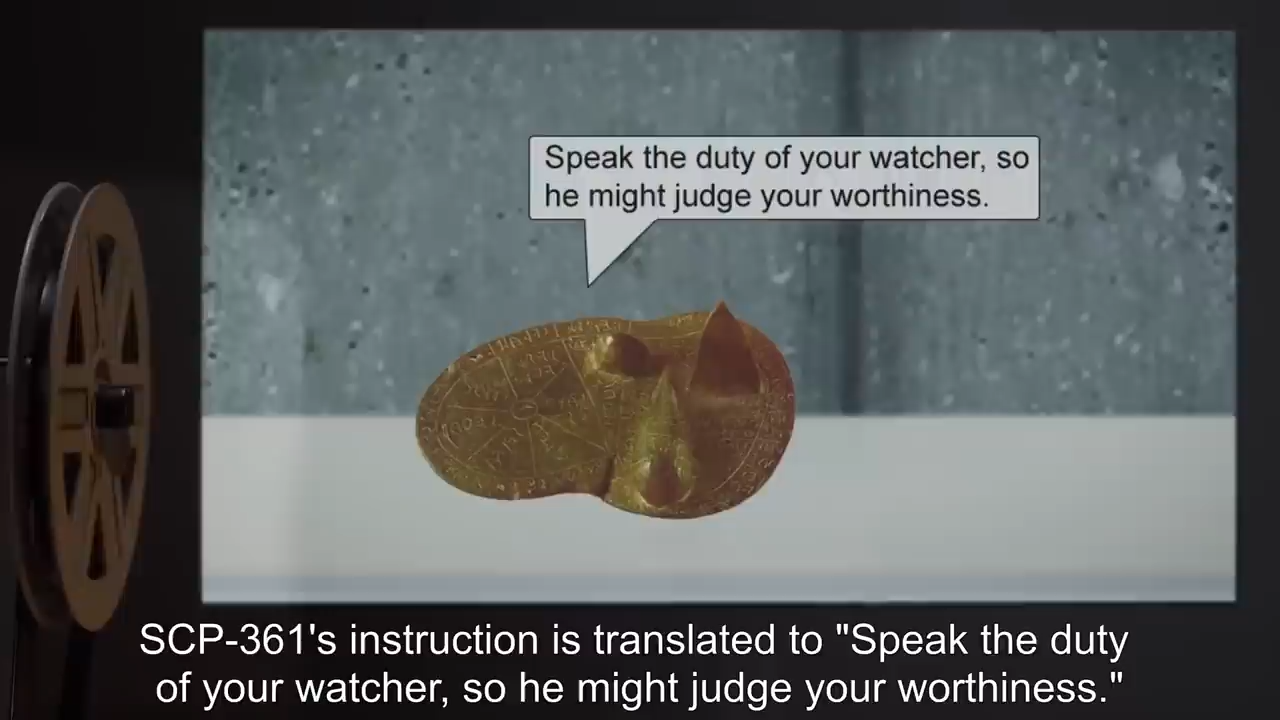 Speak the duty of your watcher, so
he might judge your worthiness.
SCP-361's instruction is translated to "Speak the duty
of your watcher, so he might judge your worthiness."